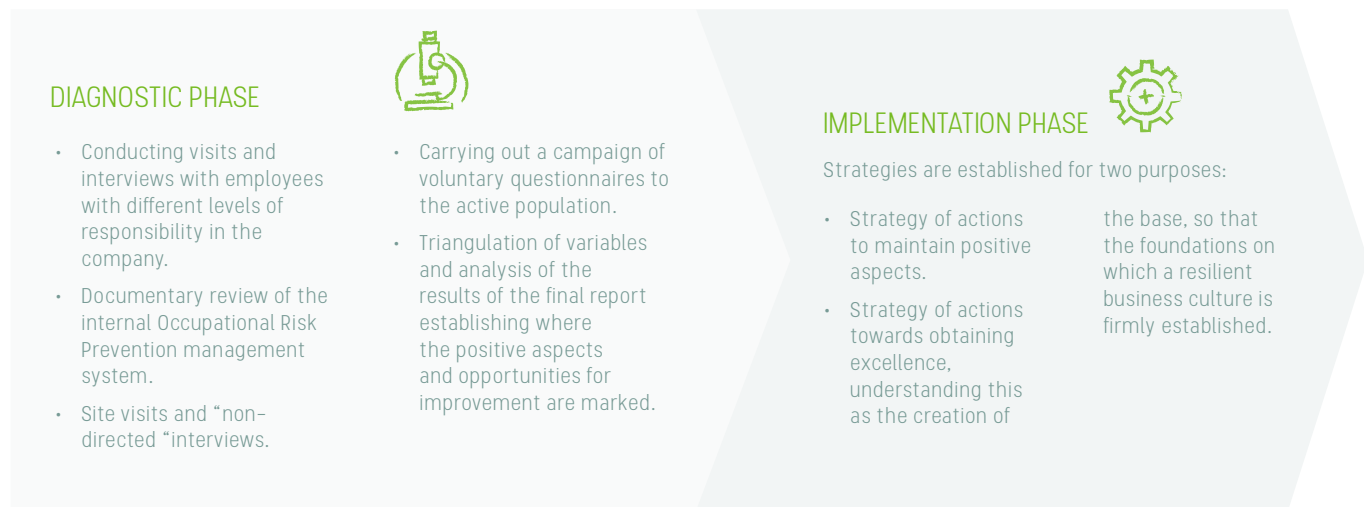 DIAGNOSTIC PHASE
• Conducting visits and
interviews with employees
with different levels of
responsibility in the
company.
• Documentary review of the
internal Occupational Risk
Prevention management
system.
• Site visits and “non-
directed “interviews.
• Carrying out a campaign of
voluntary questionnaires to
the active population.
• Triangulation of variables
and analysis of the
results of the final report
establishing where
the positive aspects
and opportunities for
improvement are marked.
IMPLEMENTATION PHASE
Strategies are established for two purposes:
• Strategy of actions
to maintain positive
aspects.
• Strategy of actions
towards obtaining
excellence,
understanding this
as the creation of
the base, so that
the foundations on
which a resilient
business culture is
firmly established.